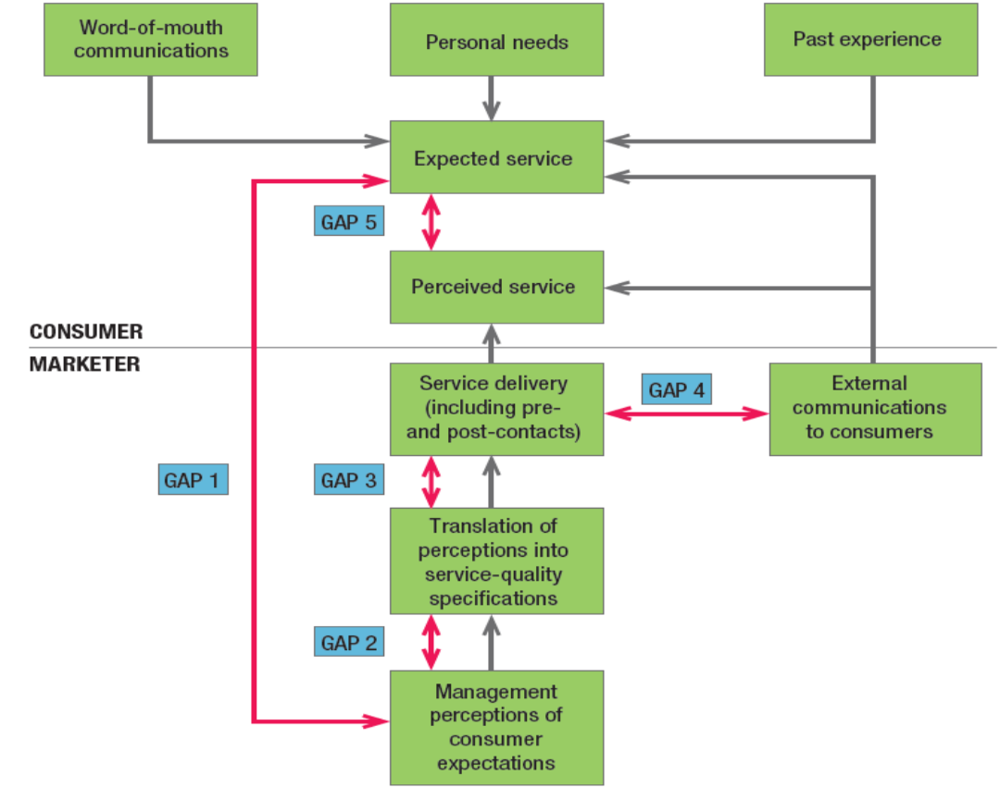 Word-of-mouth
communications
Personal needs
Past experience
Expected service
GAP 5
Perceived service
CONSUMER
MARKETER
Service delivery
(including pre-
and post-contacts)
GAP 4
External
communications
to consumers
GAP 1
GAP 3
Translation of
perceptions into
service-quality
specifications
GAP 2
Management
perceptions of
consumer
expectations